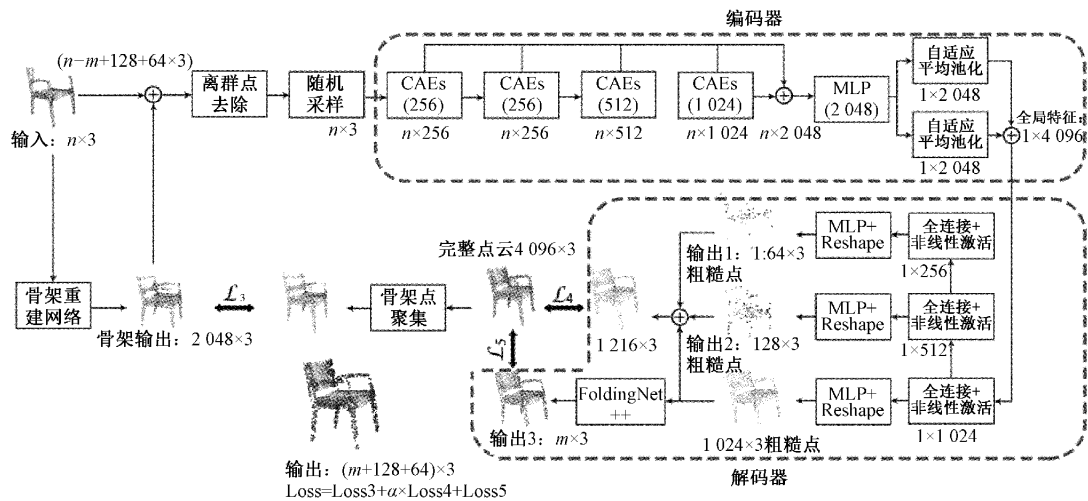 编码器
(n−m+128+64×3)
输入：n×3
离群点
去除
随机
采样
n×3
CAEs
(256)
n×256
CAEs
(256)
n×256
CAEs
(512)
n×512
CAEs
(1 024)
n×1 024
n×2 048
MLP
(2 048)
自适应
平均池化
1×2 048
自适应
平均池化
1×2 048
全局特征:
1×4 096
骨架重
建网络
骨架输出：2 048×3
ℒ3
骨架点
聚集
完整点云4 096×3
ℒ4
ℒ5
1 216×3
输出1：1:64×3
粗糙点
MLP+
Reshape
全连接+
非线性激活
1×256
输出2：128×3
粗糙点
MLP+
Reshape
全连接+
非线性激活
1×512
FoldingNet
++
输出3：m×3
1 024×3粗糙点
MLP+
Reshape
全连接+
非线性激活
1×1 024
解码器
输出：(m+128+64)×3
Loss=Loss3+α×Loss4+Loss5